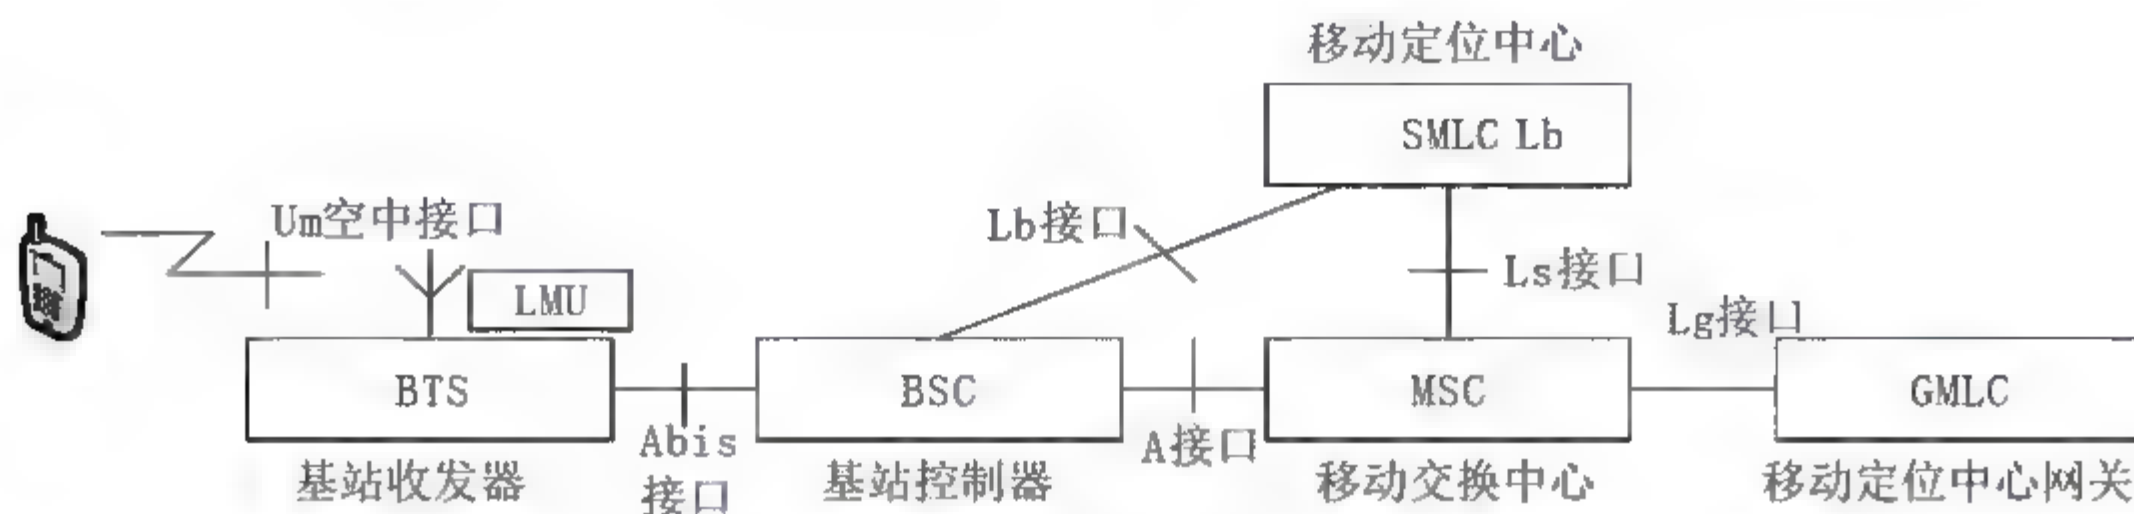 移动定位中心
SMLC Lb
Um空中接口
Lb接口
LMU
Ls接口
Lg接口
BTS
BSC
MSC
GMLC
Abis
接口
A接口
基站收发器
基站控制器
移动交换中心
移动定位中心网关